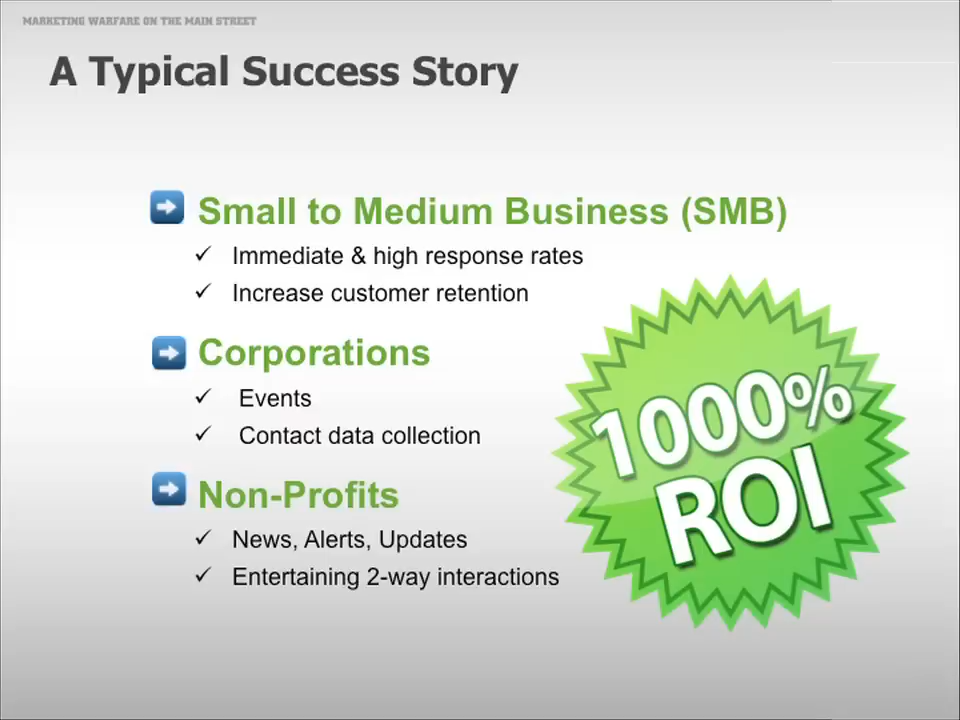 MARKETING WARFARE ON THE MAIN STREET
A Typical Success Story
Small to Medium Business (SMB)
Immediate & high response rates
Increase customer retention
Corporations
Events
Contact data collection
Non-Profits
News, Alerts, Updates
Entertaining 2-way interactions
1000%
ROI